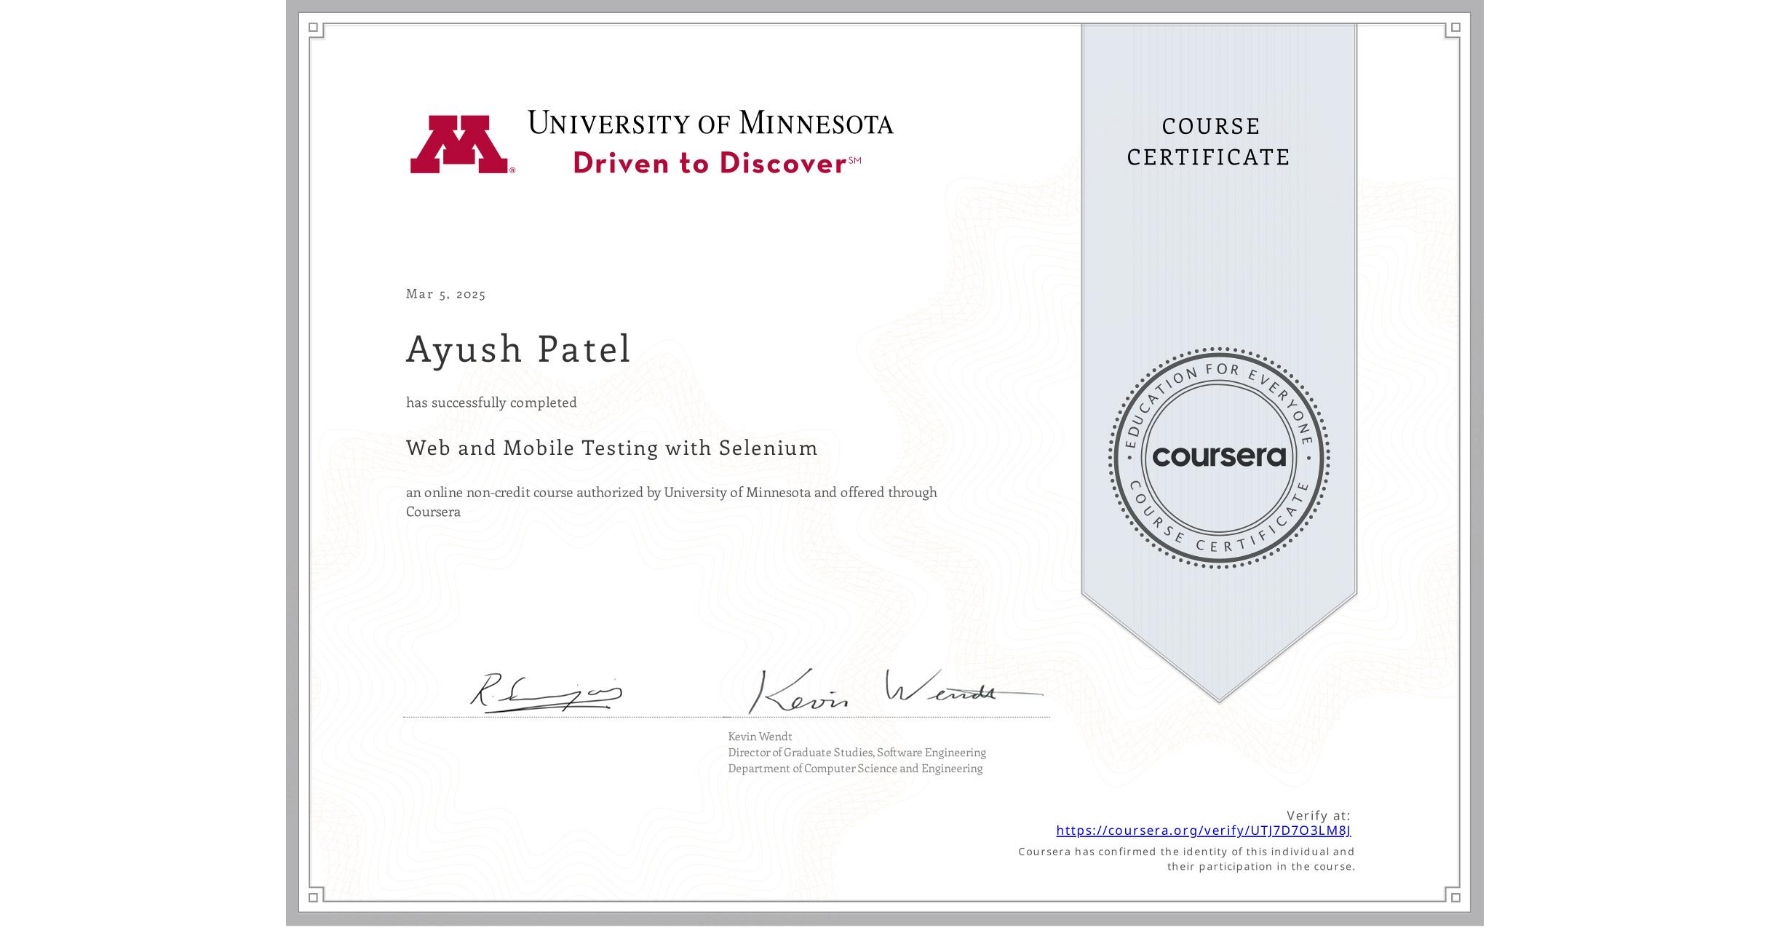 UNIVERSITY OF MINNESOTA
Driven to Discover℠
COURSE
CERTIFICATE
Mar 5, 2025
Ayush Patel
has successfully completed
Web and Mobile Testing with Selenium
an online non-credit course authorized by University of Minnesota and offered through
Coursera
EDUCATION FOR EVERYONE
coursera
COURSE CERTIFICATE
Kevin Wendt
Kevin Wendt
Director of Graduate Studies, Software Engineering
Department of Computer Science and Engineering
Verify at:
https://coursera.org/verify/UTJ7D7O3LM8J
Coursera has confirmed the identity of this individual and
their participation in the course.